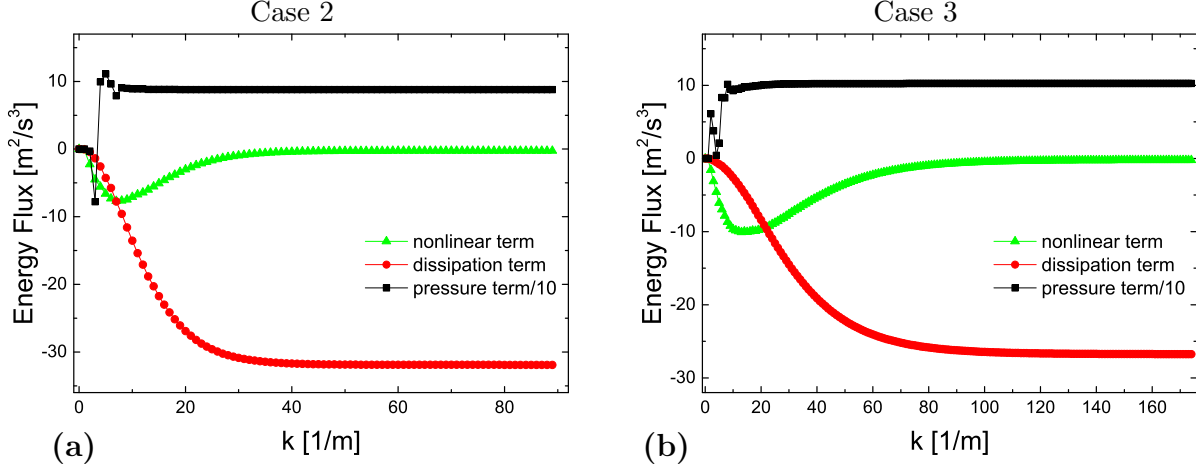 Case 2
Case 3
Energy Flux [m²/s³]
10
0
-10
-20
-30
nonlinear term
dissipation term
pressure term/10
0
20
40
60
80
k [1/m]
(a)
Energy Flux [m²/s³]
10
0
-10
-20
-30
nonlinear term
dissipation term
pressure term/10
0
20
40
60
80
100
120
140
160
k [1/m]
(b)